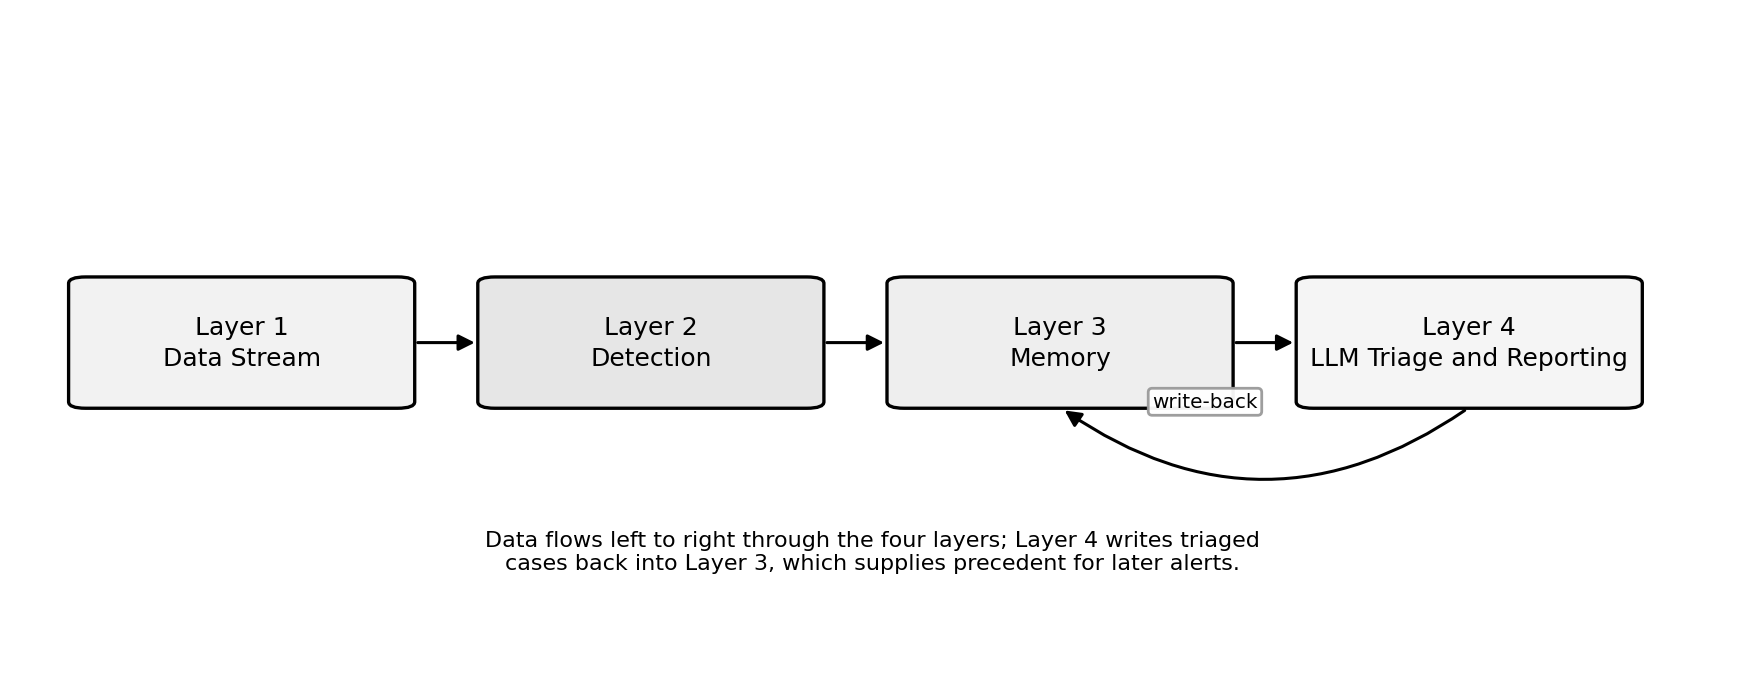 Layer 1
Data Stream
Layer 2
Detection
Layer 3
Memory
Layer 4
LLM Triage and Reporting
write-back
Data flows left to right through the four layers; Layer 4 writes triaged
cases back into Layer 3, which supplies precedent for later alerts.